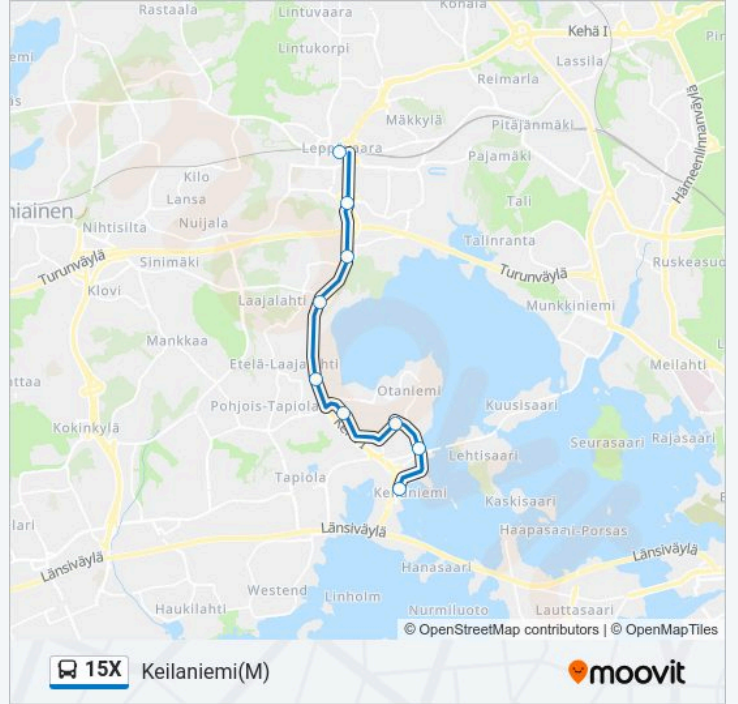 Rastaala
Lintuvaara
Konala
Kehä I
Lintukorpi
Lassila
Reimarla
Mäkkylä
Pitäjänmäki
Hämeenlinnanväylä
Pajamäki
Kilo
Lansa
Tali
Nuijala
Nihtisilta
Talinranta
Turunväylä
Sinimäki
Turunväylä
Ruskeasuo
Klovi
Laajalahti
Munkkiniemi
Mankkaa
Etelä-Laajalahti
Meilahti
Otaniemi
Pohjois-Tapiola
Kuusisaari
Kokinkylä
Seurasaari
Rajasaari
Lehtisaari
Tapiola
Keilaniemi
Kaskisaari
Länsiväylä
Haapasaari-Porsas
Länsiväylä
Länsiväylä
Hanasaari
Westend
Linholm
Haukilahti
Nurmiluoto
Lauttasaari
© OpenStreetMap contributors | © OpenMapTiles
15X Keilaniemi(M)
moovit